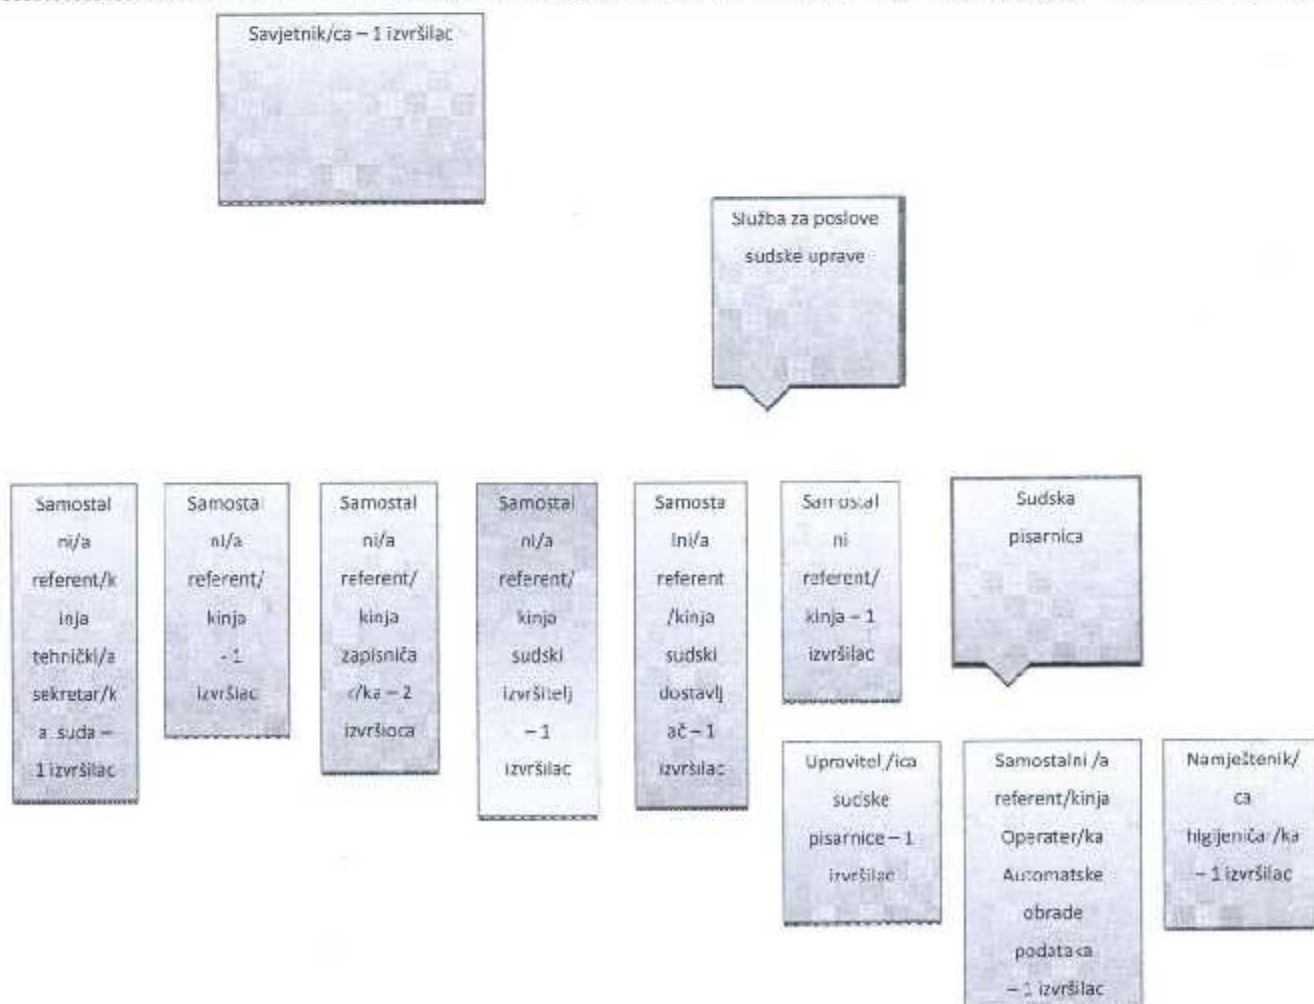 Savjetnik/ca – 1 izvršilac
Služba za poslove
sudske uprave
Samostal
ni/a
referent/k
inja
tehnički/a
sekretar/k
a suda –
1 izvršilac
Samosta
ni/a
referent/
kinja
- 1
izvršilac
Samostal
ni/a
referent/
kinja
zapisniča
r/ka – 2
izvršioca
Samostal
ni/a
referent/
kinja
sudski
izvršitelj
– 1
izvršilac
Samosta
lni/a
referent
/kinja
sudski
dostavlj
ač – 1
izvršilac
Samostal
ni
referent/
kinja – 1
izvršilac
Sudska
pisarnica
Upravitelj/ica
sudske
pisarnice – 1
izvršilac
Samostalni/a
referent/kinja
Operater/ka
Automatske
obrade
podataka
– 1 izvršilac
Namještenik/
ca
higijeničar/ka
– 1 izvršilac